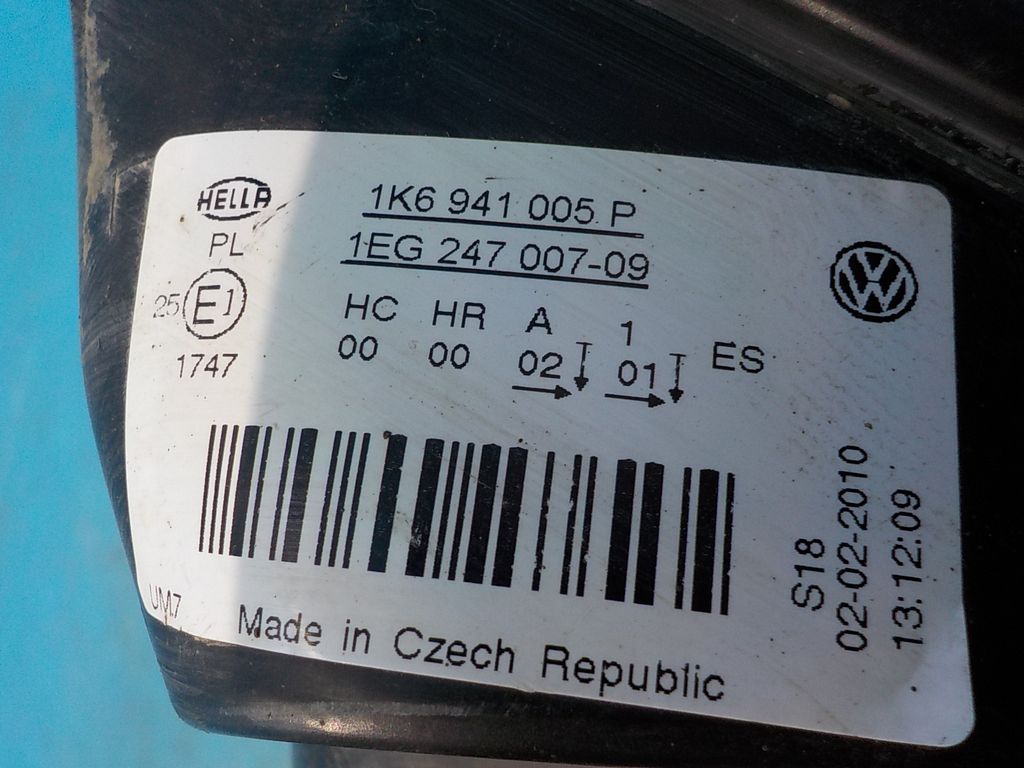 HELLA
PL
25 E1
1747
1K6 941 005 P
1EG 247 007-09
HC HR A 1
00 00 02 01 ES
S18
02-02-2010
13:12:09
UM7
Made in Czech Republic